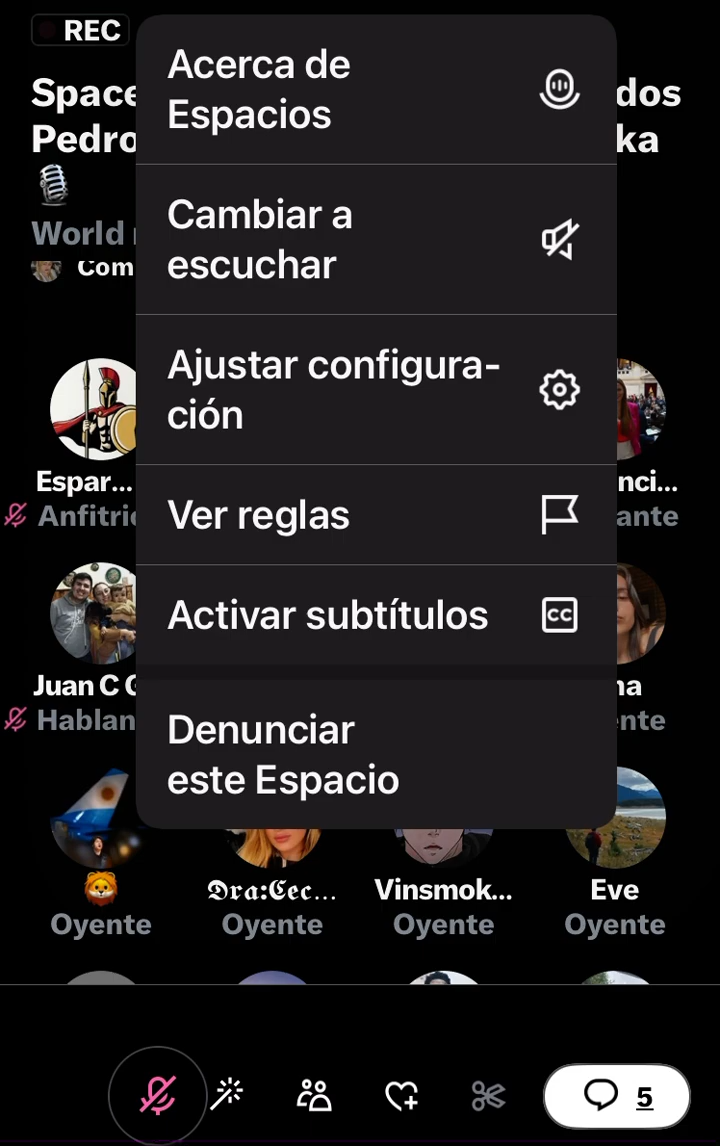 REC
Space
dos
Pedro
ka
World
Com
Acerca de
Espacios
Cambiar a
escuchar
Ajustar configura-
ción
Ver reglas
Activar subtítulos
Denunciar
este Espacio
Espar...
nci...
Anfitri
ante
Juan C
na
Hablan
nte
𝕯𝖗𝖆:𝕮𝖊𝖈...
Vinsmok...
Eve
Oyente
Oyente
Oyente
Oyente
CC
5